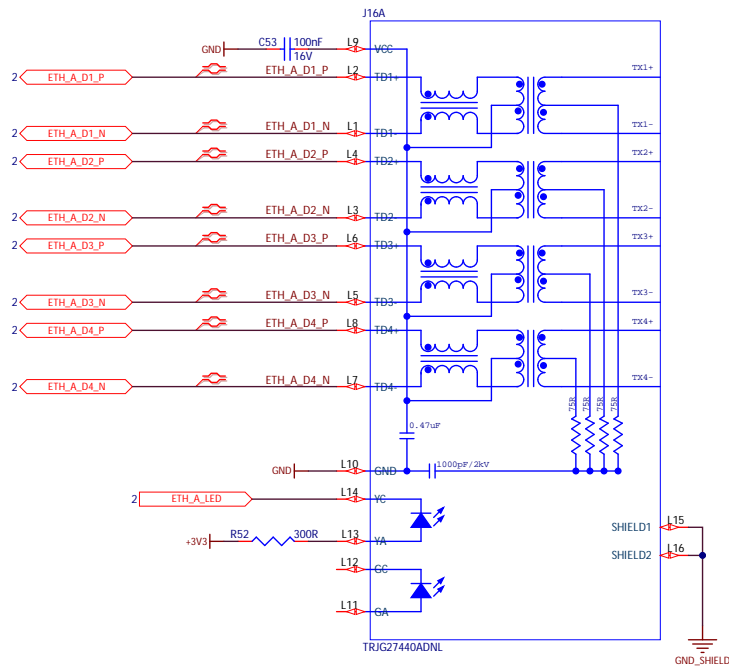 J16A
GND C53 100nF 16V L9 VCC
2 ETH_A_D1_P ETH_A_D1_P L2 TD1+ TX1+
2 ETH_A_D1_N ETH_A_D1_N L1 TD1- TX1-
2 ETH_A_D2_P ETH_A_D2_P L4 TD2+ TX2+
2 ETH_A_D2_N ETH_A_D2_N L3 TD2- TX2-
2 ETH_A_D3_P ETH_A_D3_P L6 TD3+ TX3+
2 ETH_A_D3_N ETH_A_D3_N L5 TD3- TX3-
2 ETH_A_D4_P ETH_A_D4_P L8 TD4+ TX4+
2 ETH_A_D4_N ETH_A_D4_N L7 TD4- TX4-
75R 75R 75R 75R
0.47uF
GND L10 GND 1000pF/2kV
2 ETH_A_LED L14 YC
SHIELD1 L15
+3V3 R52 300R L13 YA
SHIELD2 L16
L12 GC
L11 GA
TRJG27440ADNL
GND_SHIELD